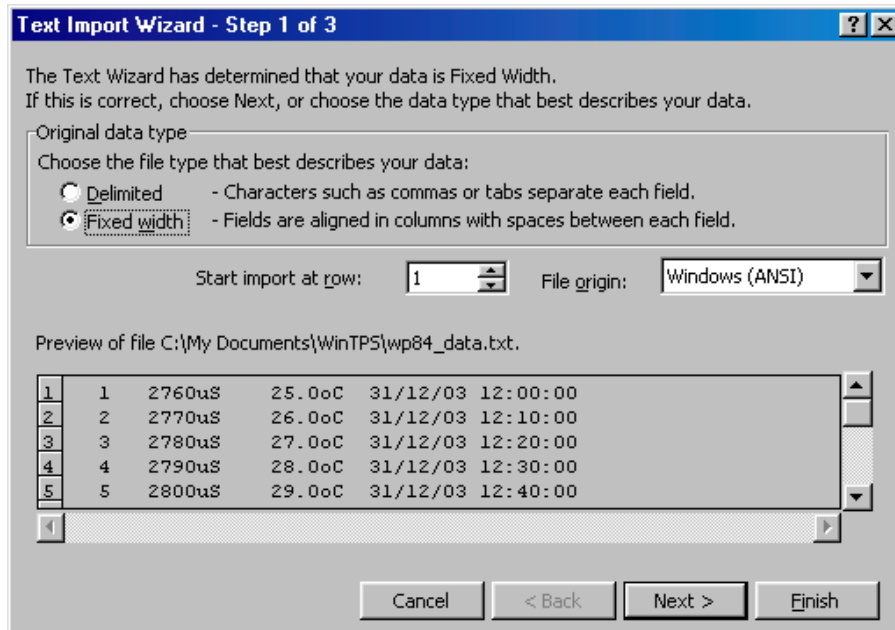 Text Import Wizard - Step 1 of 3
The Text Wizard has determined that your data is Fixed Width.
If this is correct, choose Next, or choose the data type that best describes your data.
Original data type
Choose the file type that best describes your data:
Delimited - Characters such as commas or tabs separate each field.
Fixed width - Fields are aligned in columns with spaces between each field.
Start import at row: 1 File origin: Windows (ANSI)
Preview of file C:\My Documents\WinTPS\wp84_data.txt.
1 1 2760uS 25.0oC 31/12/03 12:00:00
2 2 2770uS 26.0oC 31/12/03 12:10:00
3 3 2780uS 27.0oC 31/12/03 12:20:00
4 4 2790uS 28.0oC 31/12/03 12:30:00
5 5 2800uS 29.0oC 31/12/03 12:40:00
Cancel < Back Next > Finish